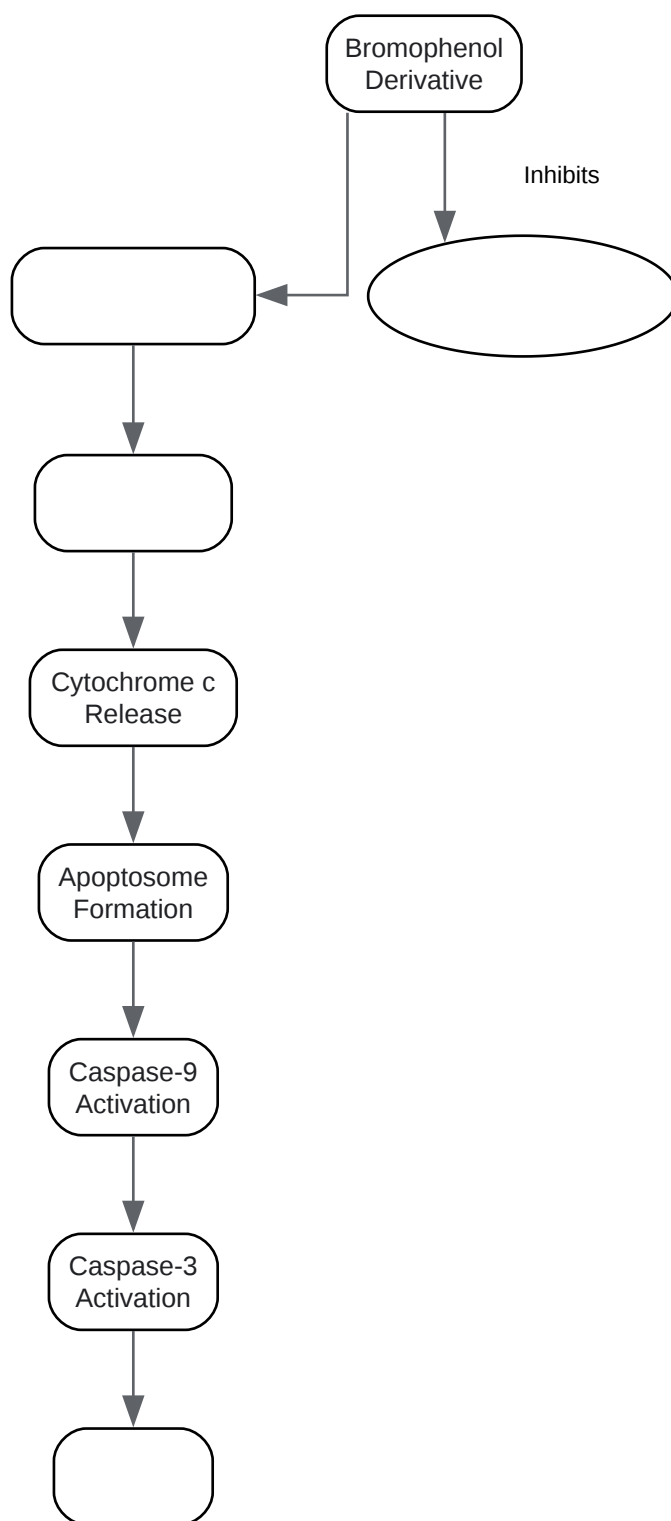 Bromophenol
Derivative
Inhibits
Cytochrome c
Release
Apoptosome
Formation
Caspase-9
Activation
Caspase-3
Activation